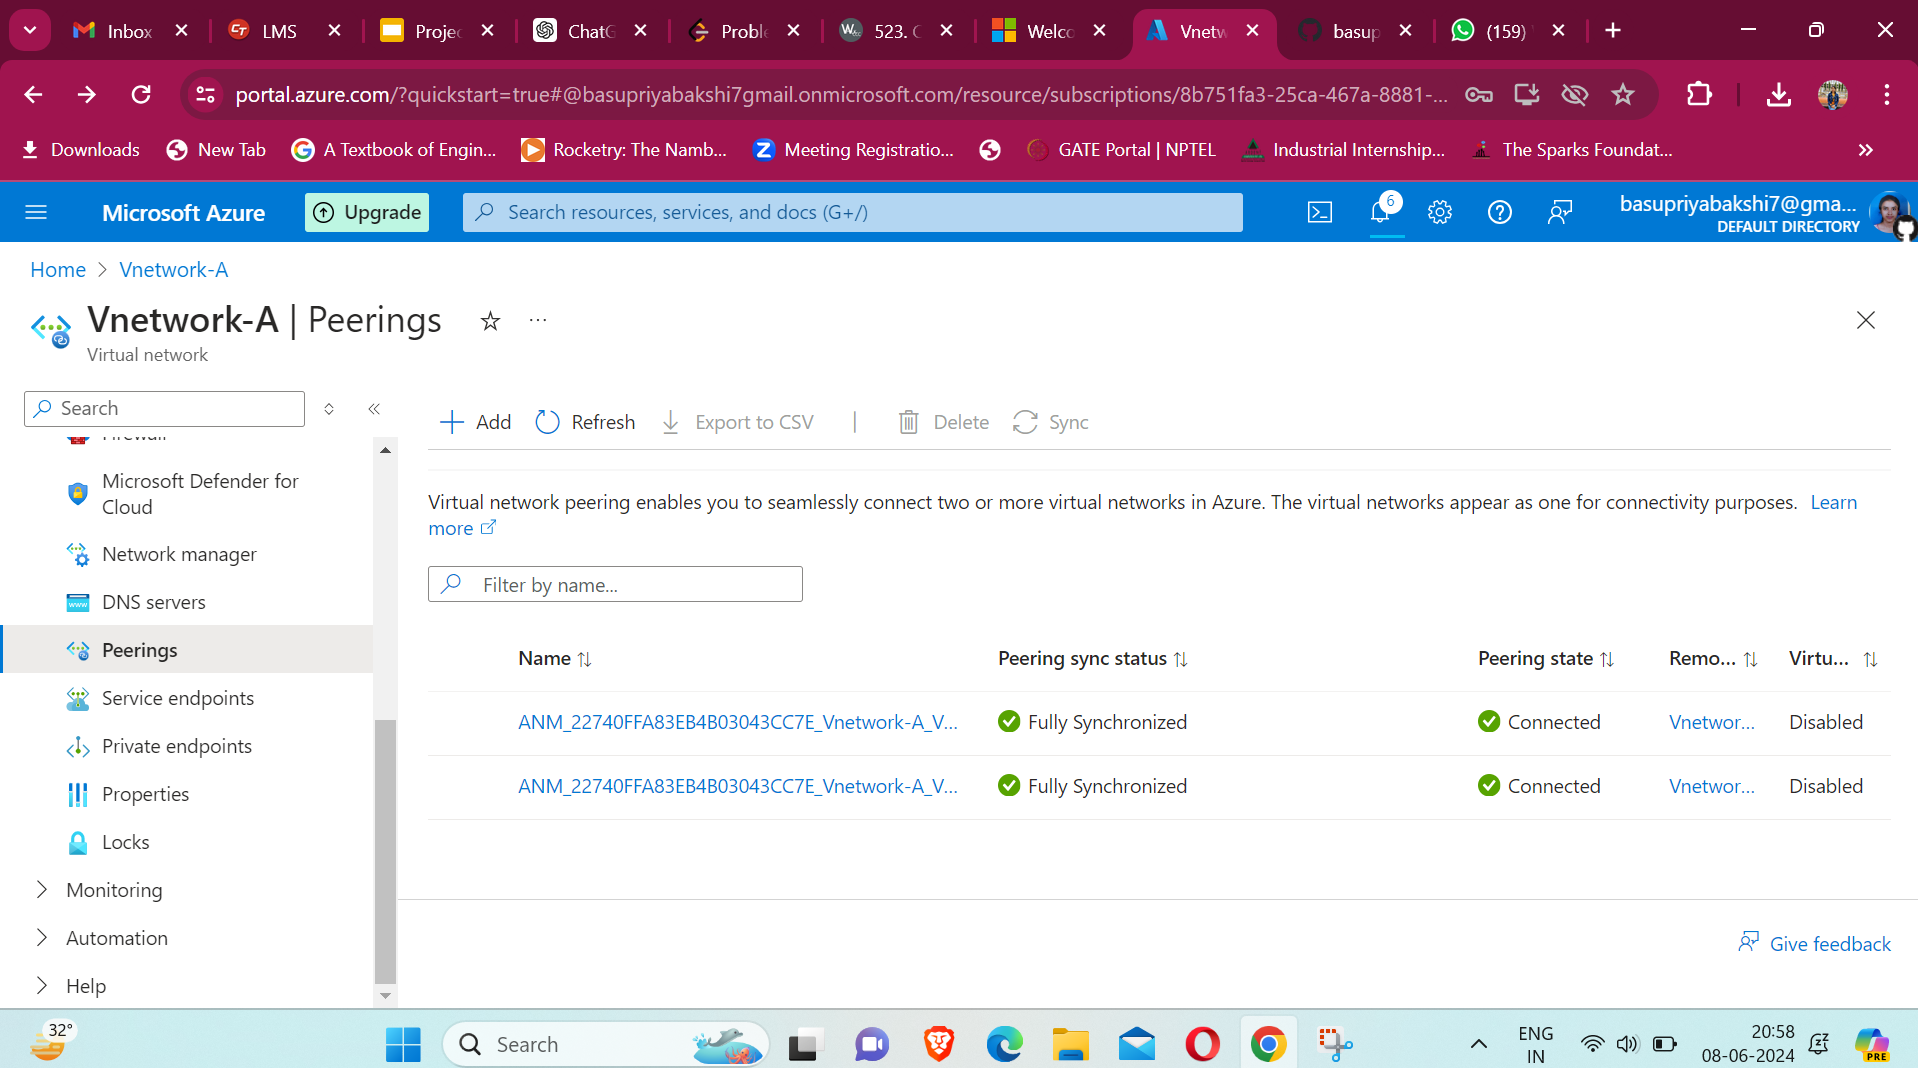 Inbox
LMS
Projec
ChatG
Proble
523. C
Welco
Vnetw
basup
(159)
portal.azure.com/?quickstart=true#@basupriyabakshi7gmail.onmicrosoft.com/resource/subscriptions/8b751fa3-25ca-467a-8881-...
Downloads
New Tab
A Textbook of Engin...
Rocketry: The Namb...
Meeting Registratio...
GATE Portal | NPTEL
Industrial Internship...
The Sparks Foundat...
Microsoft Azure
Upgrade
Search resources, services, and docs (G+/)
6
basupriyabakshi7@gma...
DEFAULT DIRECTORY
Home > Vnetwork-A
Vnetwork-A | Peerings
Virtual network
Search
Firewall
Microsoft Defender for
Cloud
Network manager
DNS servers
Peerings
Service endpoints
Private endpoints
Properties
Locks
Monitoring
Automation
Help
Add
Refresh
Export to CSV
Delete
Sync
Virtual network peering enables you to seamlessly connect two or more virtual networks in Azure. The virtual networks appear as one for connectivity purposes. Learn
more
Filter by name...
Name Peering sync status Peering state Remo... Virtu...
ANM_22740FFA83EB4B03043CC7E_Vnetwork-A_V... Fully Synchronized Connected Vnetwor... Disabled
ANM_22740FFA83EB4B03043CC7E_Vnetwork-A_V... Fully Synchronized Connected Vnetwor... Disabled
Give feedback
32°
Search
ENG
IN
20:58
08-06-2024
PRE